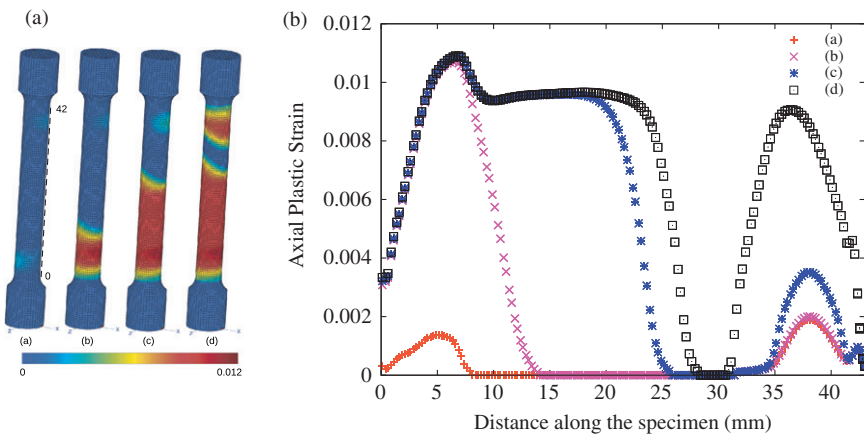 (a)
42
0
z
x
z
x
z
x
z
x
(a)
(b)
(c)
(d)
0
0.012
(b)
0.012
0.01
0.008
0.006
0.004
0.002
0
Axial Plastic Strain
(a)
(b)
(c)
(d)
0 5 10 15 20 25 30 35 40
Distance along the specimen (mm)